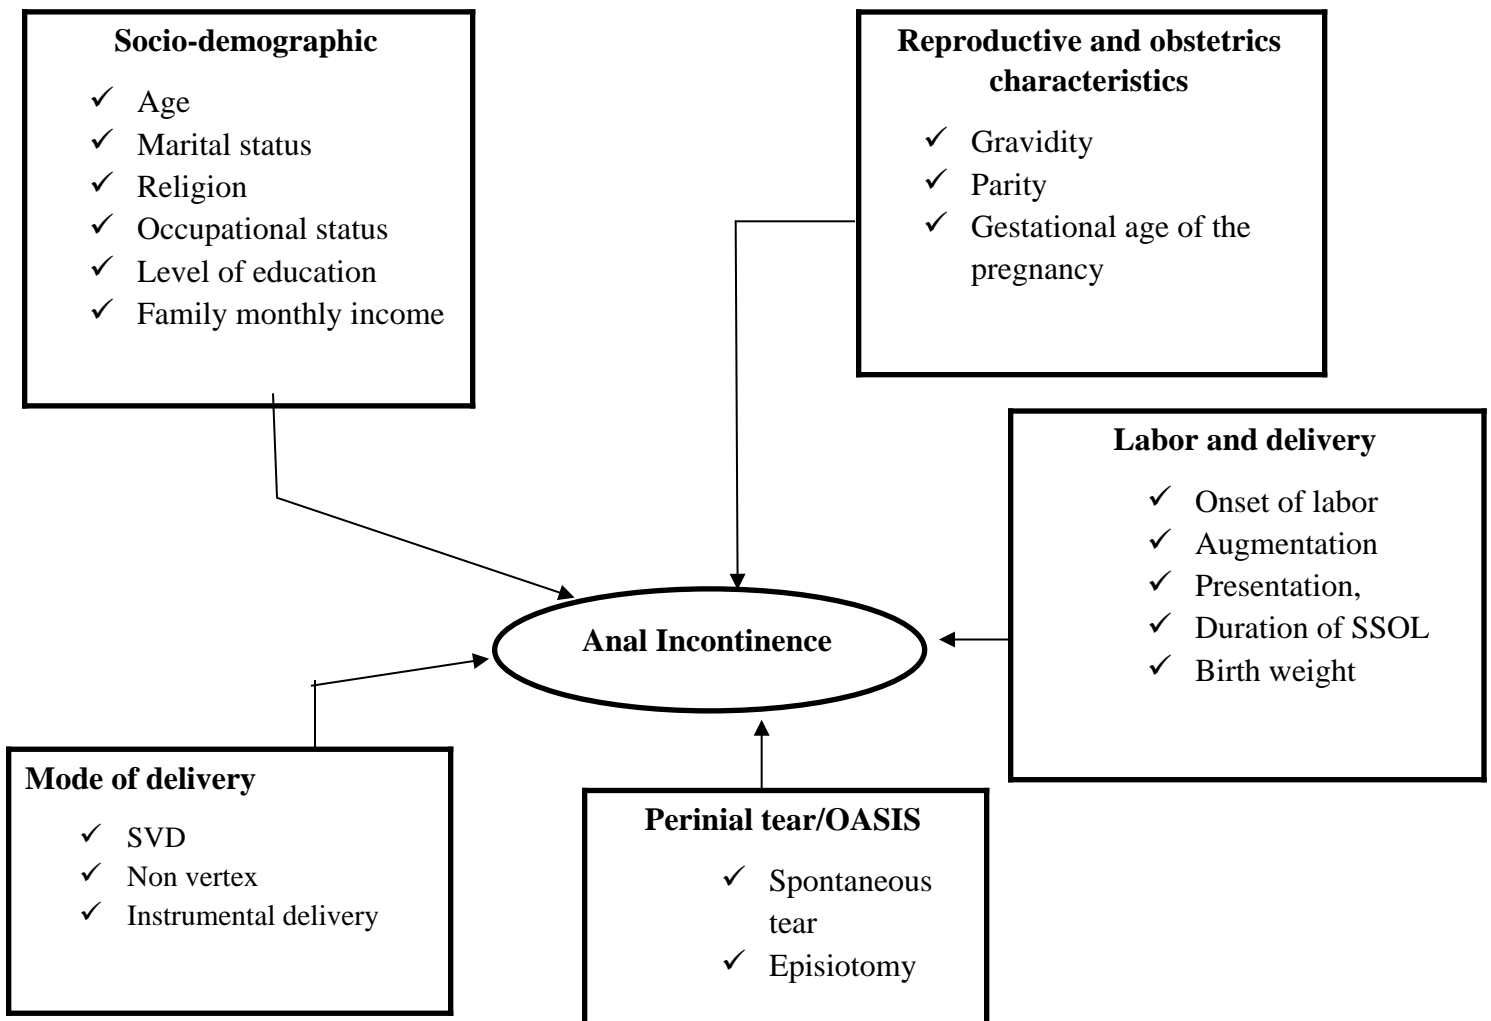 Socio-demographic
✓ Age
✓ Marital status
✓ Religion
✓ Occupational status
✓ Level of education
✓ Family monthly income
Reproductive and obstetrics
characteristics
✓ Gravidity
✓ Parity
✓ Gestational age of the
pregnancy
Labor and delivery
✓ Onset of labor
✓ Augmentation
✓ Presentation,
✓ Duration of SSOL
✓ Birth weight
Anal Incontinence
Mode of delivery
✓ SVD
✓ Non vertex
✓ Instrumental delivery
Perinial tear/OASIS
✓ Spontaneous
tear
✓ Episiotomy